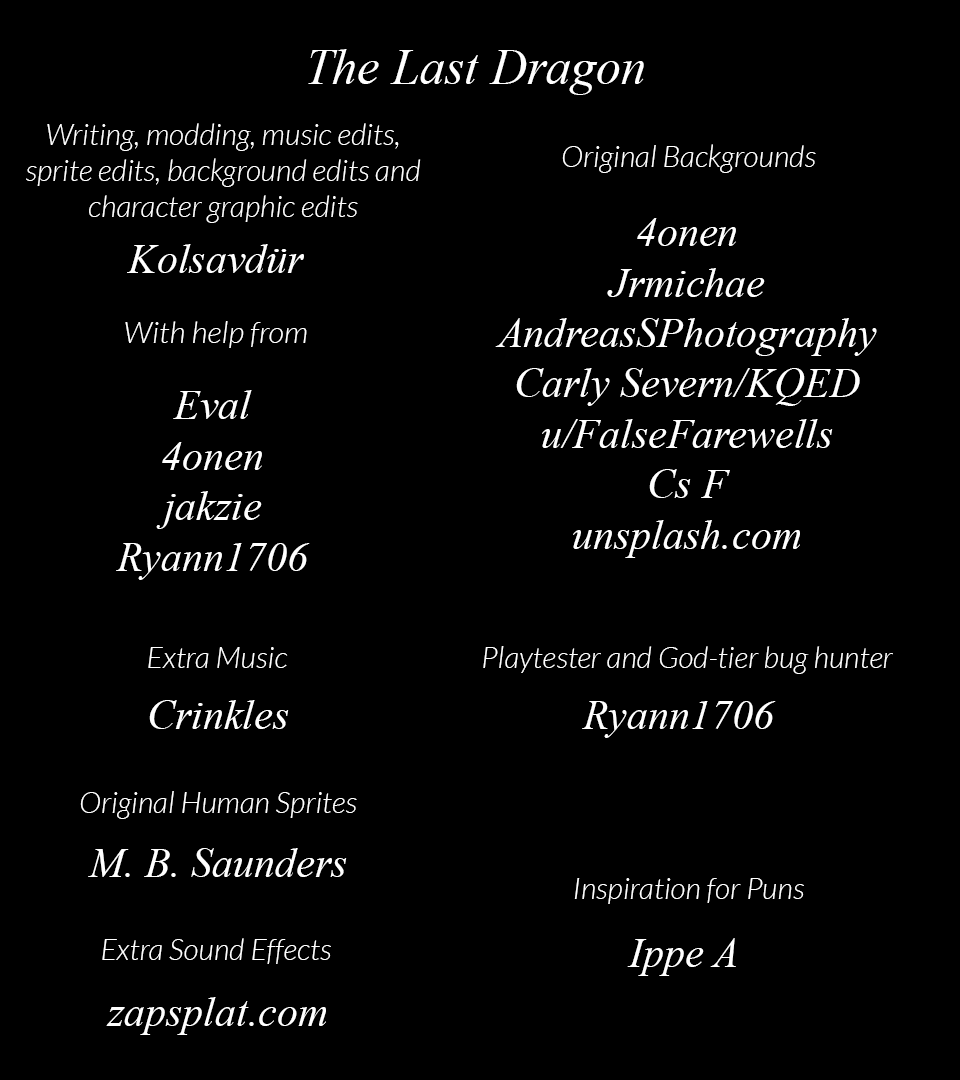 The Last Dragon
Writing, modding, music edits,
sprite edits, background edits and
character graphic edits
Kolsavdür
With help from
Eval
4onen
jakzie
Ryann1706
Extra Music
Crinkles
Original Human Sprites
M. B. Saunders
Extra Sound Effects
zapsplat.com
Original Backgrounds
4onen
Jrmichae
AndreasSPhotography
Carly Severn/KQED
u/FalseFarewells
Cs F
unsplash.com
Playtester and God-tier bug hunter
Ryann1706
Inspiration for Puns
Ippe A